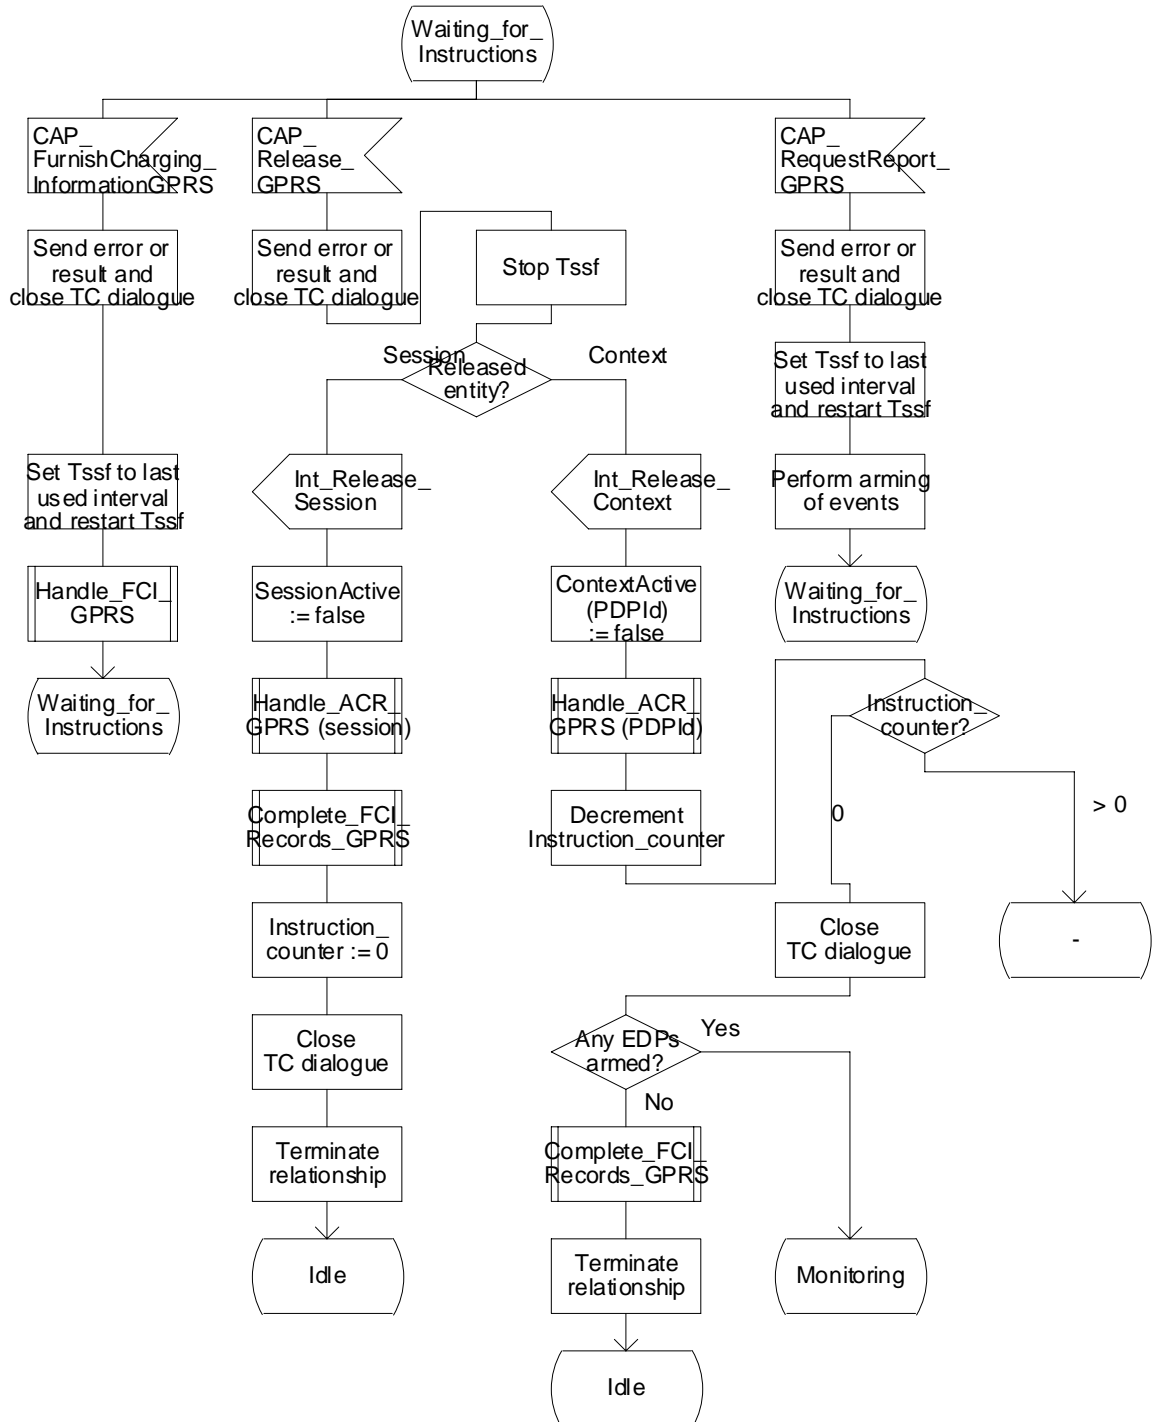 Waiting_for_
Instructions
CAP_
FurnishCharging_
InformationGPRS
CAP_
Release_
GPRS
CAP_
RequestReport_
GPRS
Send error or
result and
close TC dialogue
Send error or
result and
close TC dialogue
Stop Tssf
Send error or
result and
close TC dialogue
Session
Released
entity?
Context
Set Tssf to last
used interval
and restart Tssf
Set Tssf to last
used interval
and restart Tssf
Int_Release_
Session
Int_Release_
Context
Perform arming
of events
Handle_FCI_
GPRS
SessionActive
:= false
ContextActive
(PDPId)
:= false
Waiting_for_
Instructions
Waiting_for_
Instructions
Handle_ACR_
GPRS (session)
Handle_ACR_
GPRS (PDPId)
Instruction_
counter?
Complete_FCI_
Records_GPRS
Decrement
Instruction_counter
0
> 0
Instruction_
counter := 0
Close
TC dialogue
-
Close
TC dialogue
Any EDPs
armed?
Yes
No
Terminate
relationship
Complete_FCI_
Records_GPRS
Idle
Terminate
relationship
Monitoring
Idle